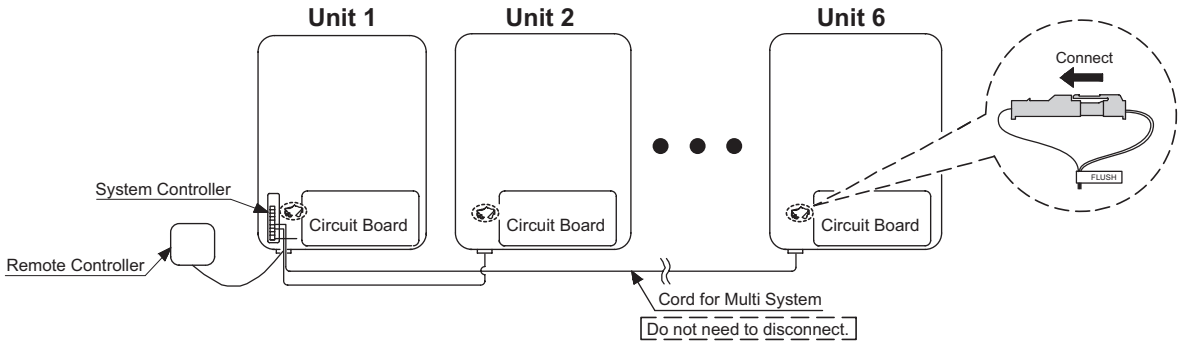 Unit 1
Unit 2
Unit 6
Connect
FLUSH
System Controller
Circuit Board
Circuit Board
Circuit Board
Remote Controller
Cord for Multi System
Do not need to disconnect.